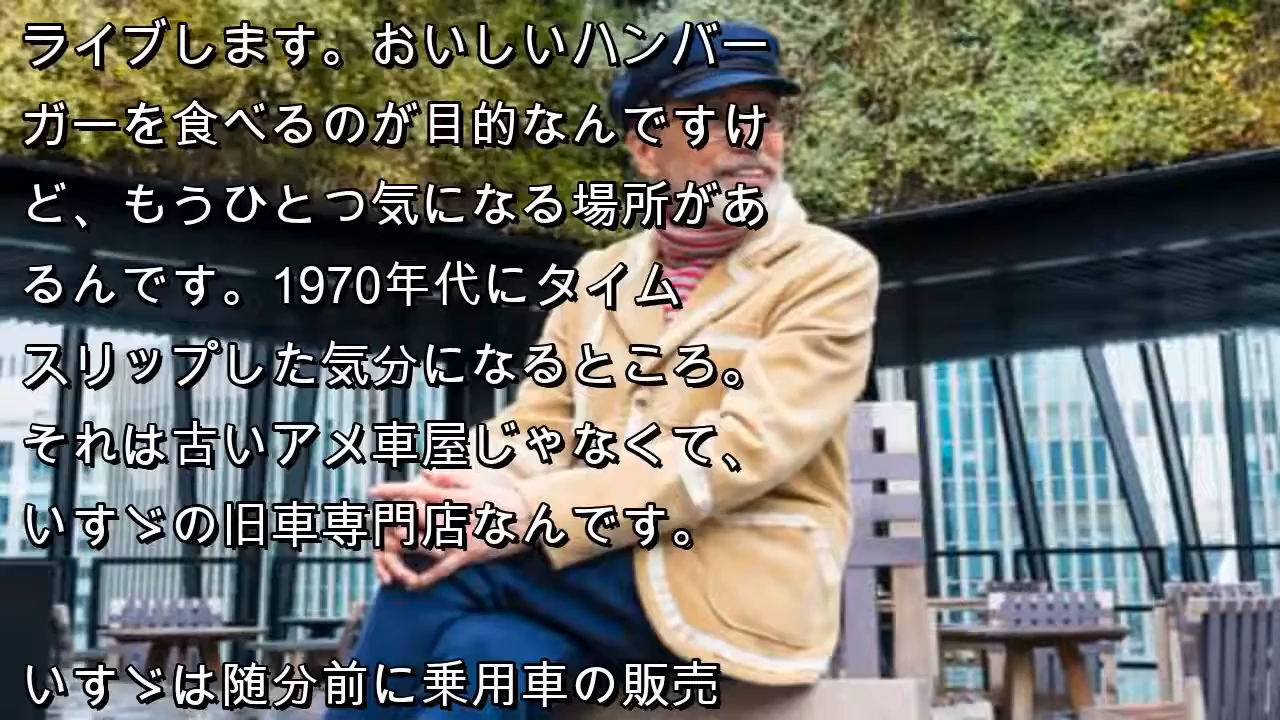 ライブします。おいしいハンバー
ガーを食べるのが目的なんですけ
ど、もうひとつ気になる場所があ
るんです。1970年代にタイム
スリップした気分になるところ。
それは古いアメ車屋じゃなくて、
いすゞの旧車専門店なんです。
いすゞは随分前に乗用車の販売